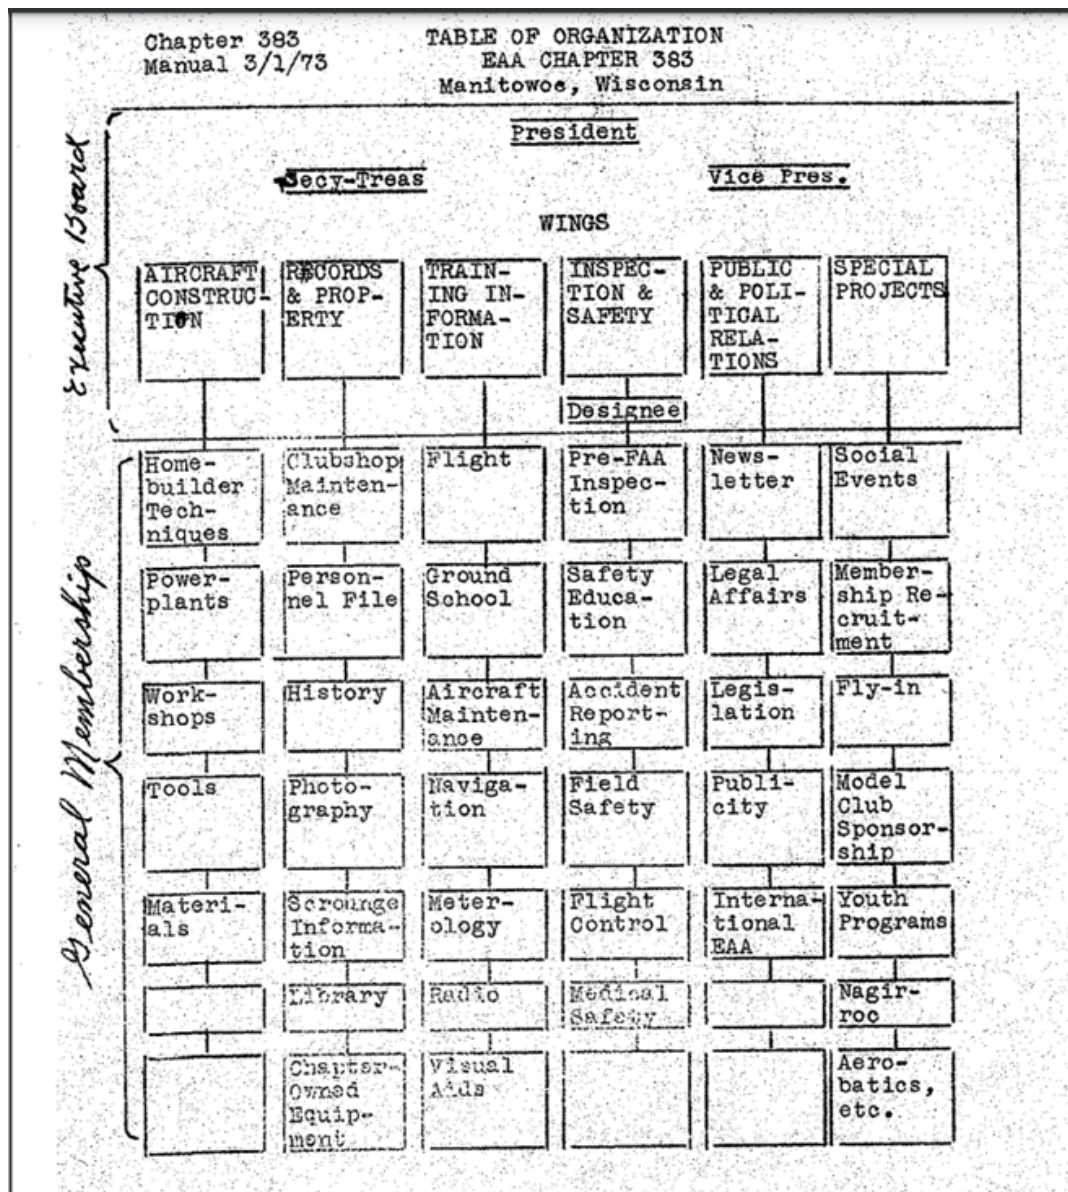 Chapter 383
Manual 3/1/73
TABLE OF ORGANIZATION
EAA CHAPTER 383
Manitowoc, Wisconsin
Executive Board
President
Secy-Treas
Vice Pres.
WINGS
AIRCRAFT
CONSTRUC-
TION
RECORDS
& PROP-
ERTY
TRAIN-
ING IN-
FORMA-
TION
INSPEC-
TION &
SAFETY
PUBLIC
& POLI-
TICAL
RELA-
TIONS
SPECIAL
PROJECTS
Designee
General Membership
Home-
builder
Tech-
niques
Clubshop
Mainten-
ance
Flight
Pre-FAA
Inspec-
tion
News-
letter
Social
Events
Power-
plants
Person-
nel File
Ground
School
Safety
Educa-
tion
Legal
Affairs
Member-
ship Re-
cruit-
ment
Work-
shops
History
Aircraft
Mainten-
ance
Accident
Report-
ing
Legis-
lation
Fly-in
Tools
Photo-
graphy
Naviga-
tion
Field
Safety
Publi-
city
Model
Club
Sponsor-
ship
Materi-
als
Scrounge
Informa-
tion
Meter-
ology
Flight
Control
Interna-
tional
EAA
Youth
Programs
Library
Radio
Medical
Safety
Nagir-
roc
Chapter-
Owned
Equip-
ment
Visual
Aids
Aero-
batics,
etc.